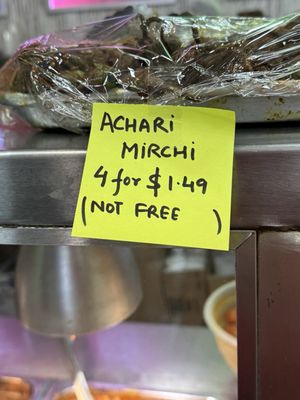 ACHARi
MIRCHI
4 for $1.49
(NOT FREE )